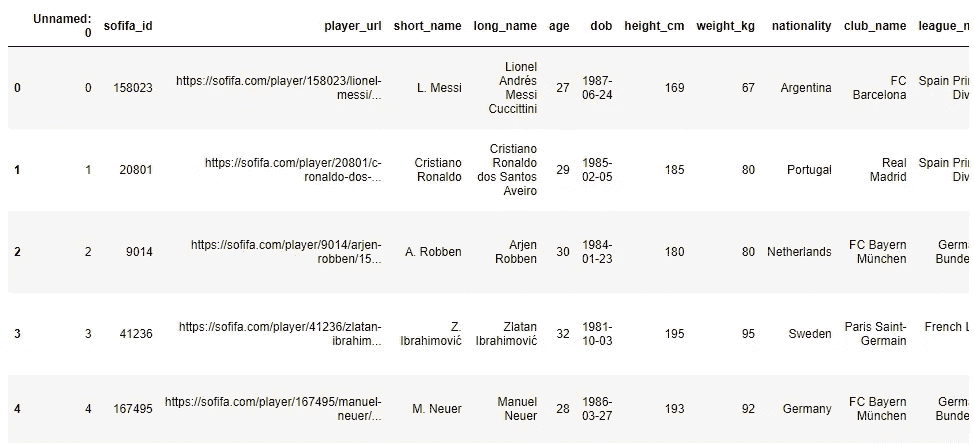 Unnamed: 0 sofifa_id player_url short_name long_name age dob height_cm weight_kg nationality club_name league_n
0 0 158023 https://sofifa.com/player/158023/lionel-messi/... L. Messi Lionel Andrés Messi Cuccittini 27 1987-06-24 169 67 Argentina FC Barcelona Spain Pri Div
1 1 20801 https://sofifa.com/player/20801/c-ronaldo-dos-... Cristiano Ronaldo Cristiano Ronaldo dos Santos Aveiro 29 1985-02-05 185 80 Portugal Real Madrid Spain Pri Div
2 2 9014 https://sofifa.com/player/9014/arjen-robben/15... A. Robben Arjen Robben 30 1984-01-23 180 80 Netherlands FC Bayern München Germa Bunde
3 3 41236 https://sofifa.com/player/41236/zlatan-ibrahim... Z. Ibrahimović Zlatan Ibrahimović 32 1981-10-03 195 95 Sweden Paris Saint-Germain French L
4 4 167495 https://sofifa.com/player/167495/manuel-neuer/... M. Neuer Manuel Neuer 28 1986-03-27 193 92 Germany FC Bayern München Germa Bunde